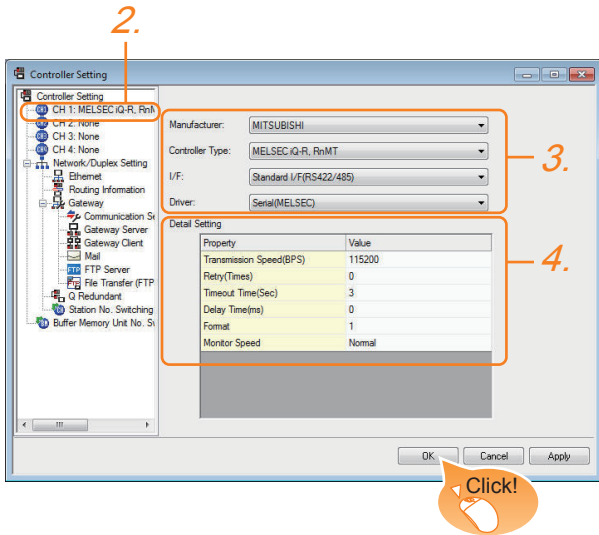 2.
Controller Setting
Controller Setting
CH 1: MELSEC iQ-R, RnM
CH 2: None
CH 3: None
CH 4: None
Network/Duplex Setting
Ethernet
Routing Information
Gateway
Communication Se
Gateway Server
Gateway Client
Mail
FTP Server
File Transfer (FTP
Q Redundant
Station No. Switching
Buffer Memory Unit No. Sw
Manufacturer: MITSUBISHI
Controller Type: MELSEC iQ-R, RnMT
I/F: Standard I/F(RS422/485)
Driver: Serial(MELSEC)
3.
Detail Setting
Property Value
Transmission Speed(BPS) 115200
Retry(Times) 0
Timeout Time(Sec) 3
Delay Time(ms) 0
Format 1
Monitor Speed Normal
4.
OK Cancel Apply
Click!